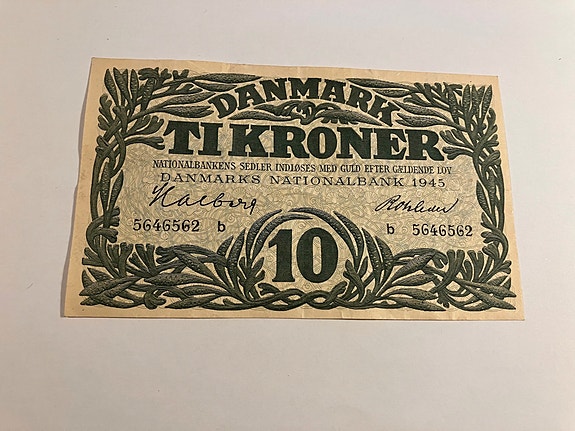 DANMARK
TI KRONER
NATIONALBANKENS SEDLER INDLØSES MED GULD EFTER GÆLDENDE LOV
DANMARKS NATIONALBANK 1945
5646562 b b 5646562
10